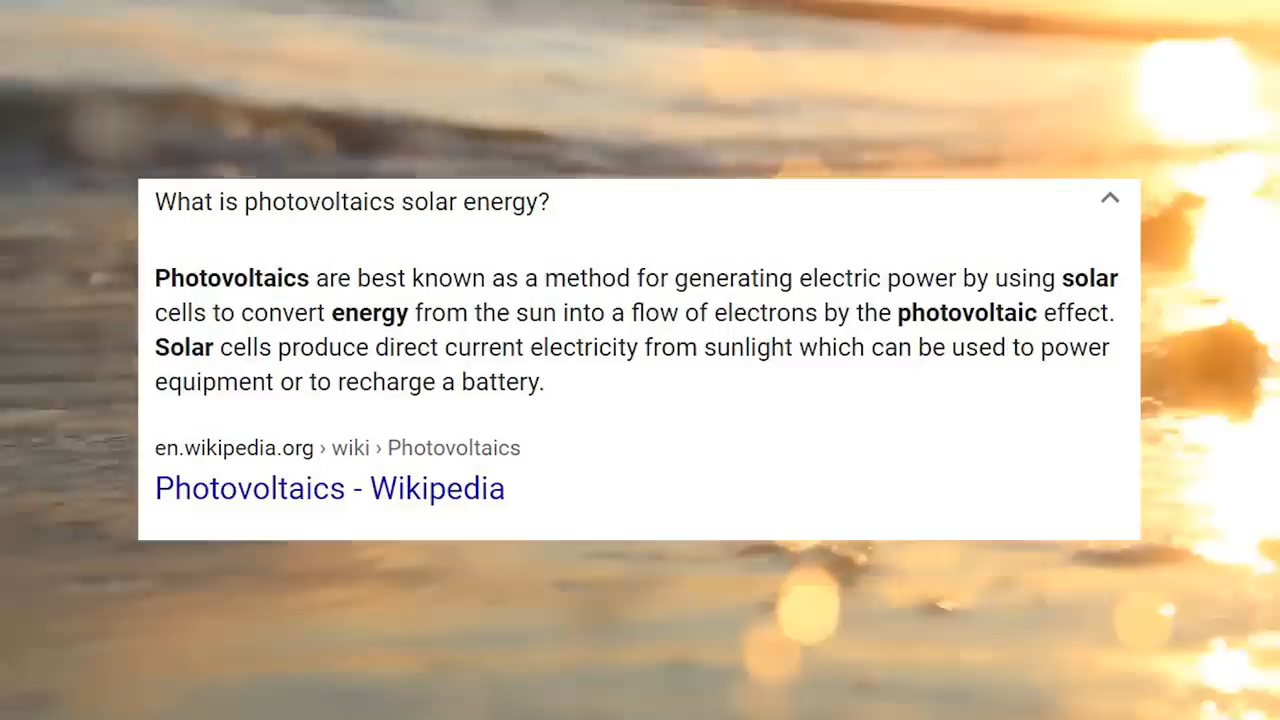 What is photovoltaics solar energy?
Photovoltaics are best known as a method for generating electric power by using solar
cells to convert energy from the sun into a flow of electrons by the photovoltaic effect.
Solar cells produce direct current electricity from sunlight which can be used to power
equipment or to recharge a battery.
en.wikipedia.org › wiki › Photovoltaics
Photovoltaics - Wikipedia